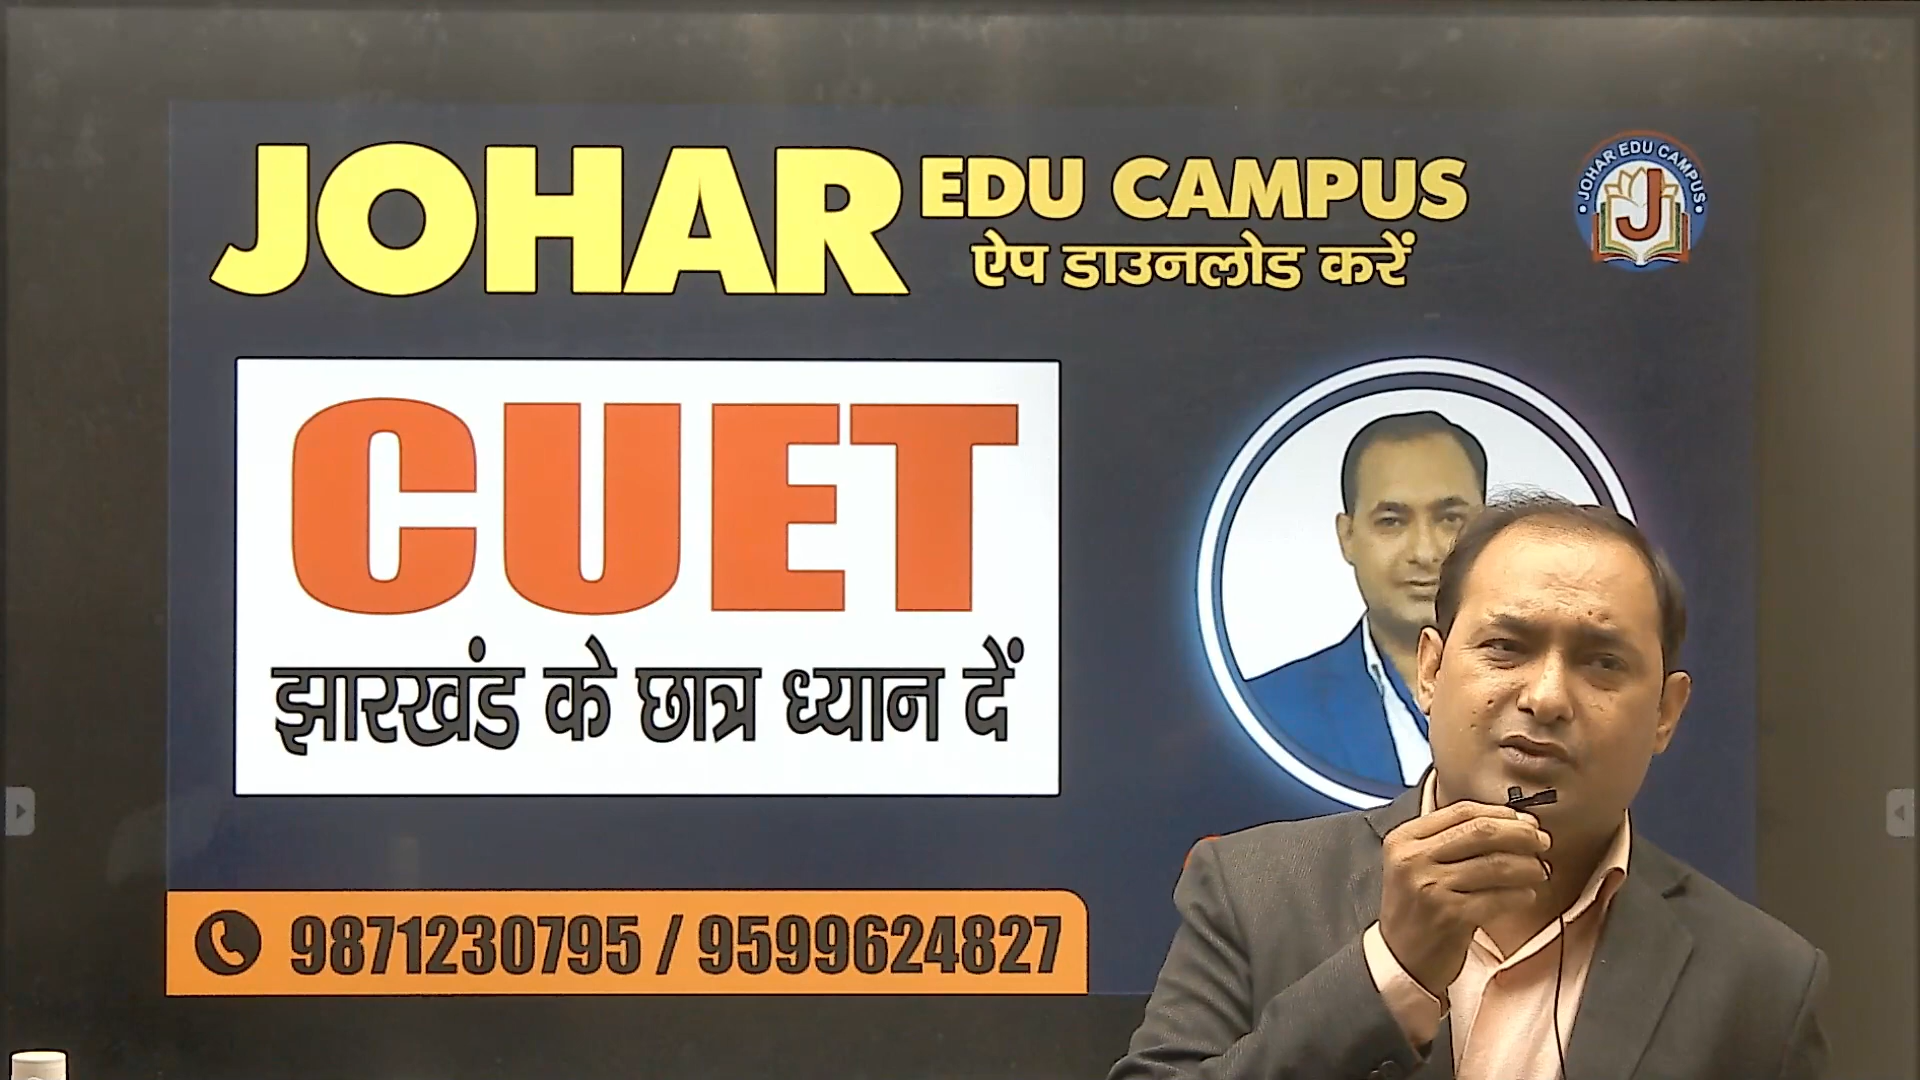 JOHAR EDU CAMPUS
ऐप डाउनलोड करें
• JOHAR EDU CAMPUS •
J
CUET
झारखंड के छात्र ध्यान दें
9871230795 / 9599624827